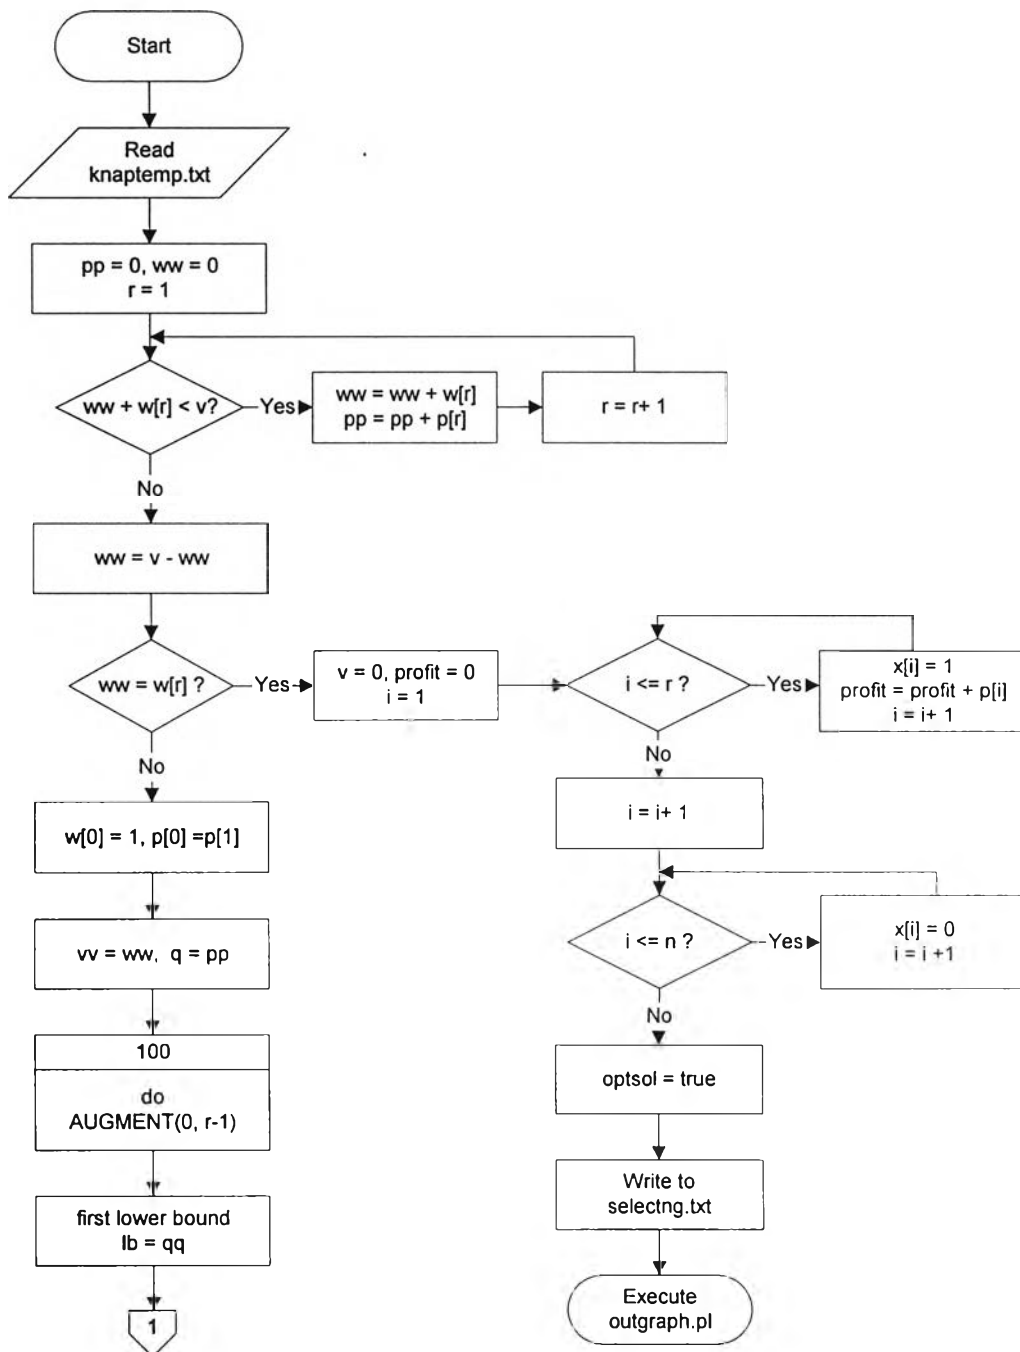 Start
Read
knaptemp.txt
pp = 0, ww = 0
r = 1
ww + w[r] < v?
Yes
ww = ww + w[r]
pp = pp + p[r]
r = r+ 1
No
ww = v - ww
ww = w[r] ?
Yes
v = 0, profit = 0
i = 1
i <= r ?
Yes
x[i] = 1
profit = profit + p[i]
i = i+ 1
No
No
w[0] = 1, p[0] =p[1]
i = i+ 1
vv = ww, q = pp
i <= n ?
Yes
x[i] = 0
i = i +1
No
100
do
AUGMENT(0, r-1)
optsol = true
first lower bound
lb = qq
Write to
selectng.txt
1
Execute
outgraph.pl